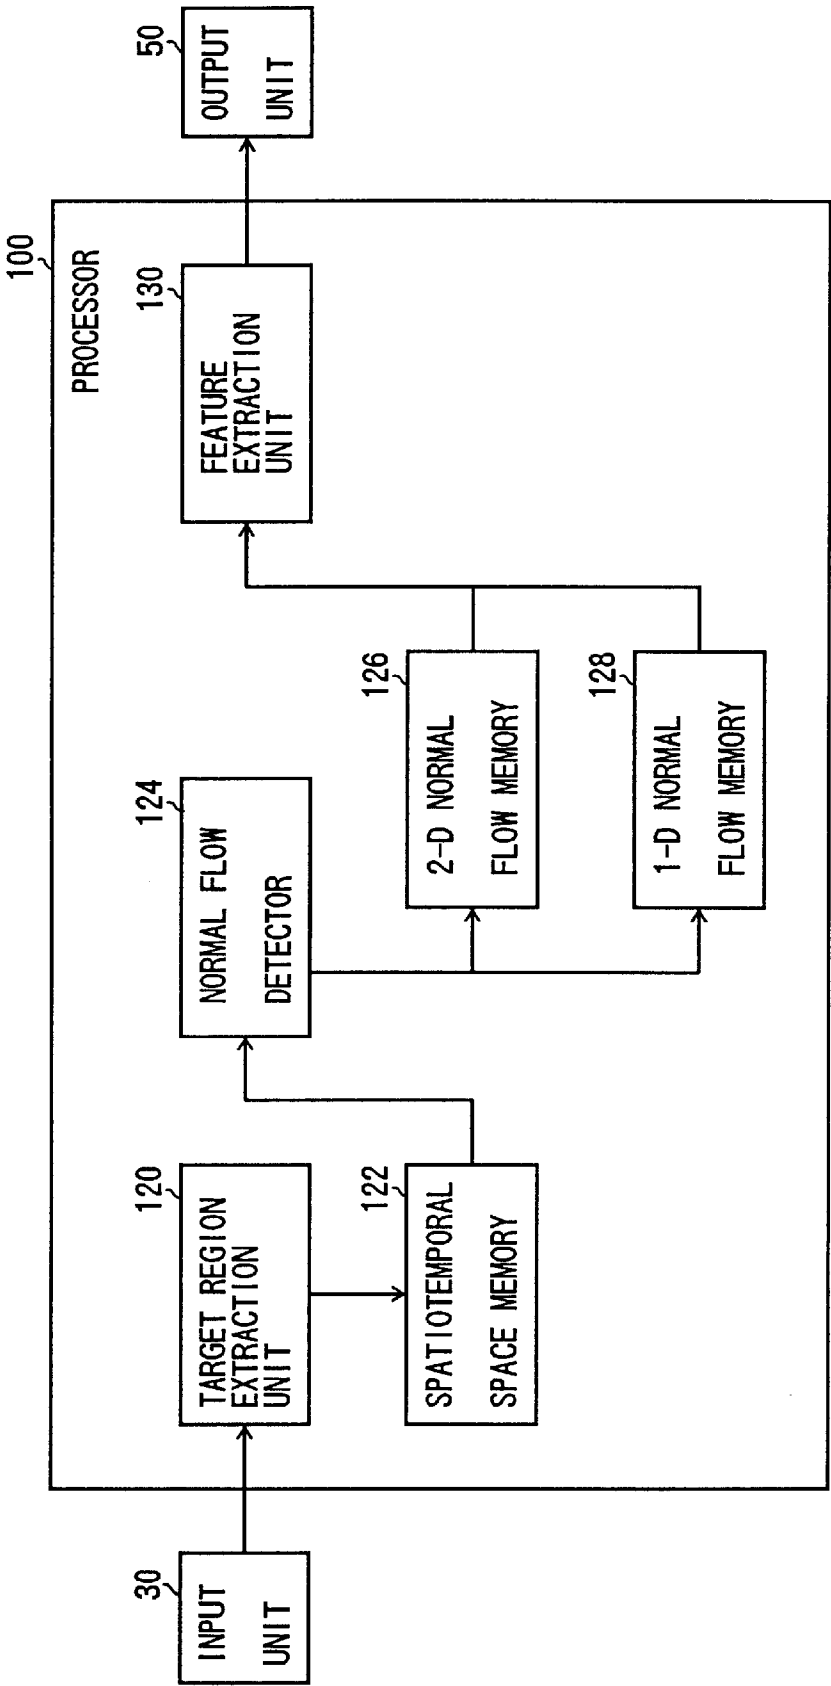 100
PROCESSOR
30
INPUT
UNIT
120
TARGET REGION
EXTRACTION
UNIT
122
SPATIOTEMPORAL
SPACE MEMORY
124
NORMAL FLOW
DETECTOR
126
2-D NORMAL
FLOW MEMORY
128
1-D NORMAL
FLOW MEMORY
130
FEATURE
EXTRACTION
UNIT
50
OUTPUT
UNIT